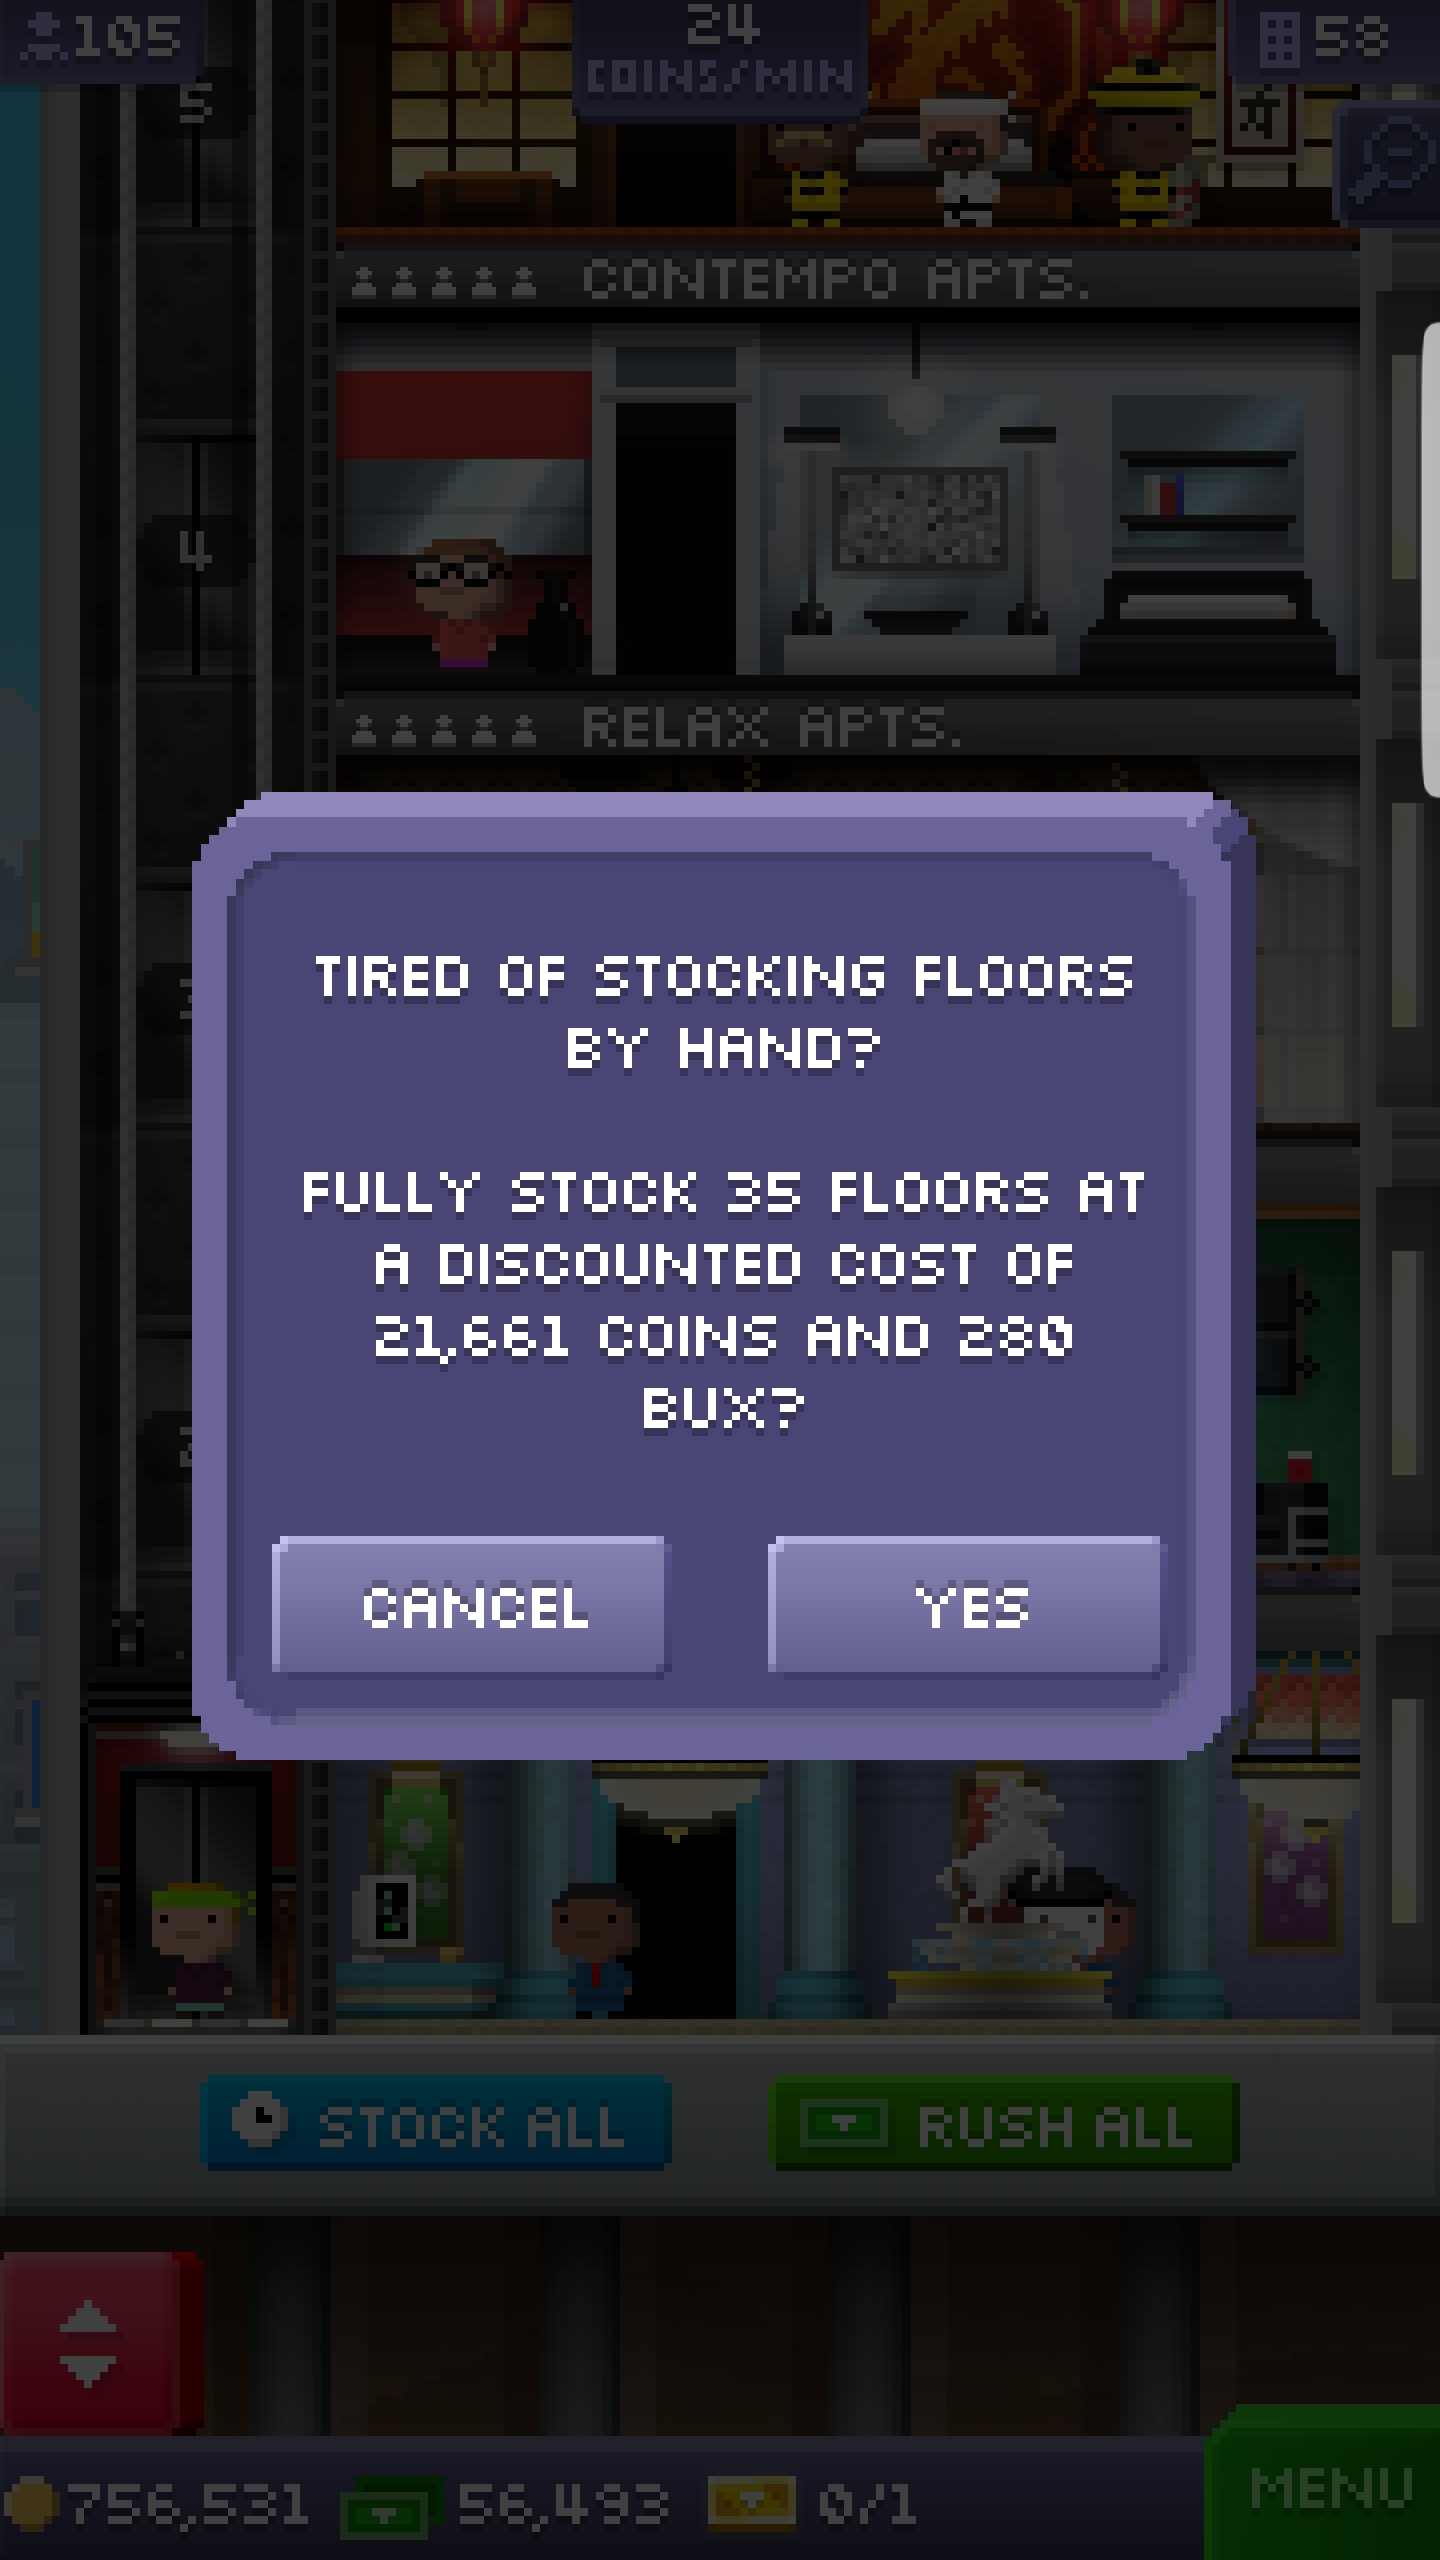 105
24
COINS/MIN
58
5
CONTEMPO APTS.
4
RELAX APTS.
TIRED OF STOCKING FLOORS
BY HAND?
FULLY STOCK 35 FLOORS AT
A DISCOUNTED COST OF
21,661 COINS AND 280
BUX?
CANCEL
YES
STOCK ALL
RUSH ALL
756,531
56,493
0/1
MENU